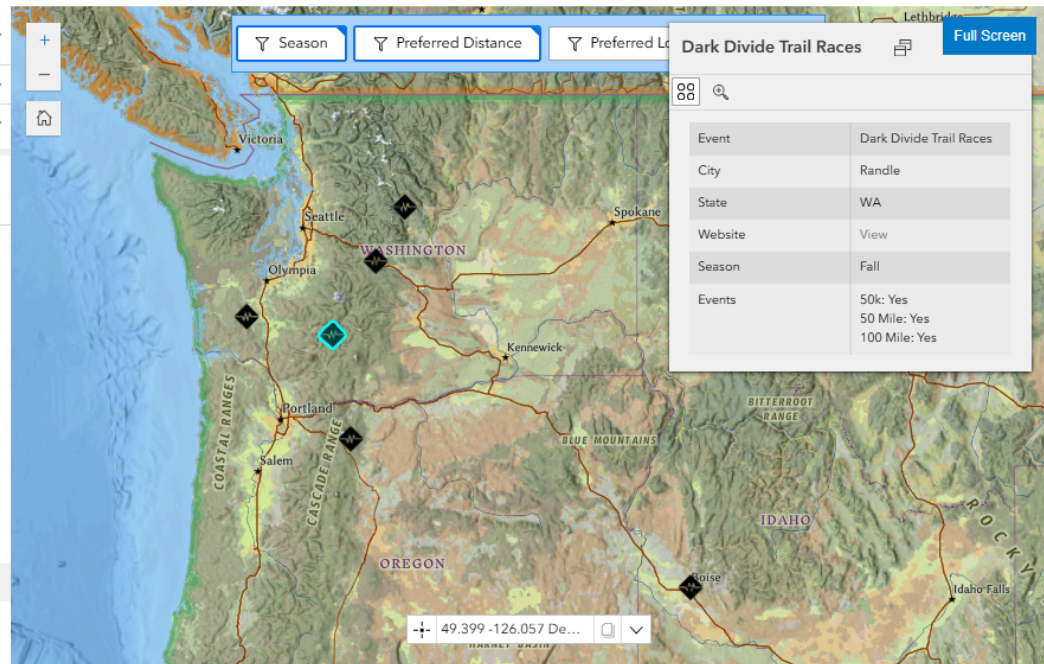 Season
Preferred Distance
Preferred Lo
Dark Divide Trail Races
Full Screen
Event Dark Divide Trail Races
City Randle
State WA
Website View
Season Fall
Events 50k: Yes
50 Mile: Yes
100 Mile: Yes
Lethbridge
Victoria
Seattle
Spokane
WASHINGTON
Olympia
Kennewick
BITTERROOT
RANGE
COASTAL RANGES
Portland
CASCADE RANGE
BLUE MOUNTAINS
Salem
IDAHO
ROCKY
OREGON
Boise
Idaho Falls
49.399 -126.057 De...
HARNEY BASIN